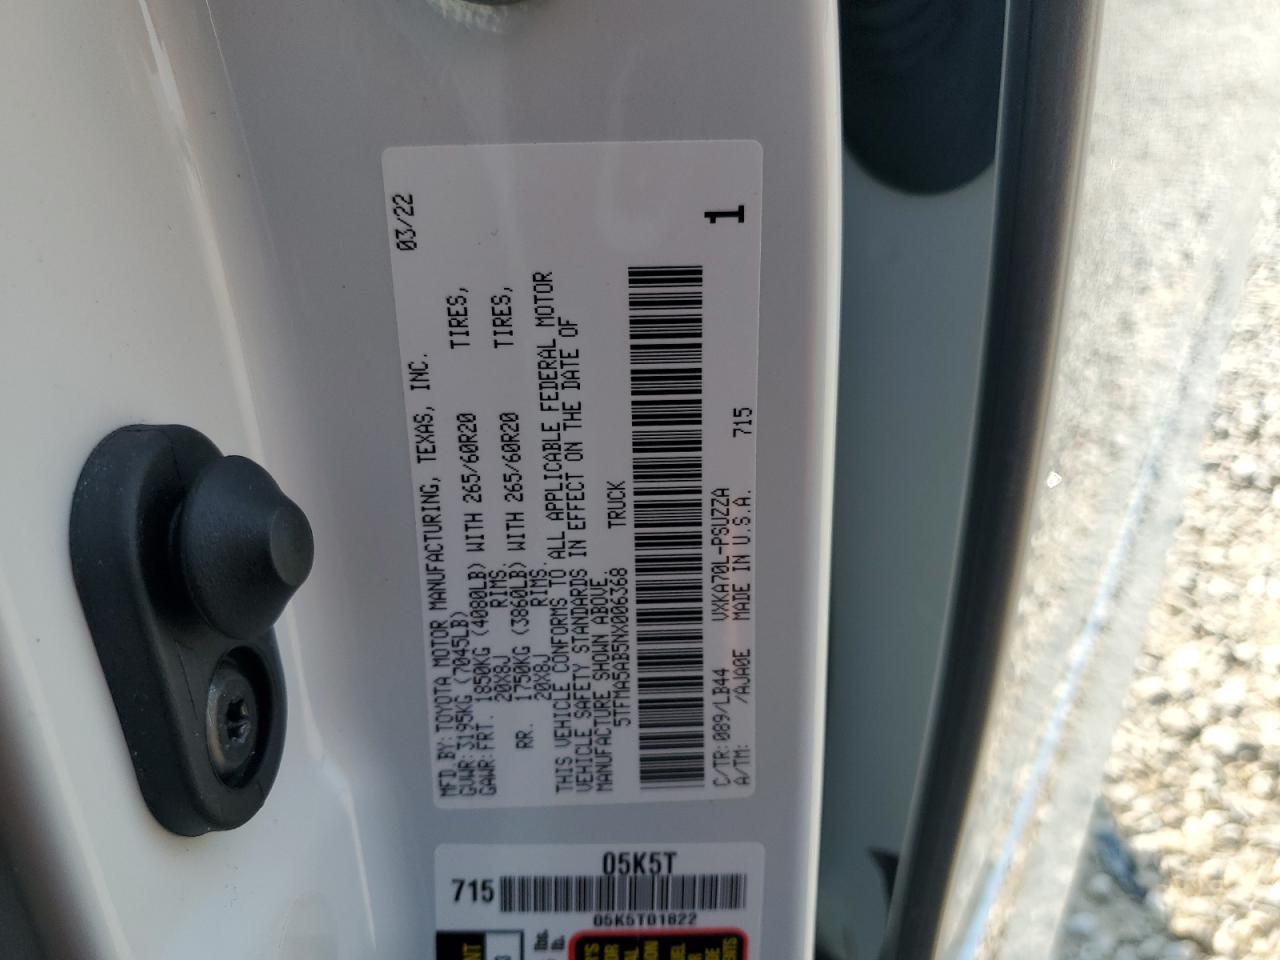 MFD BY: TOYOTA MOTOR MANUFACTURING, TEXAS, INC. 03/22
GVWR: 3195KG (7045LB)
GAWR: FRT. 1850KG (4080LB) WITH 265/60R20 TIRES,
20X8J RIMS
RR. 1750KG (3860LB) WITH 265/60R20 TIRES,
20X8J RIMS.
THIS VEHICLE CONFORMS TO ALL APPLICABLE FEDERAL MOTOR
VEHICLE SAFETY STANDARDS IN EFFECT ON THE DATE OF
MANUFACTURE SHOWN ABOVE.
5TFMA5AB5NX006368 TRUCK
C/TR: 089/LB44 VXKA70L-PSUZZA 1
A/TM: /AJA0E MADE IN U.S.A. 715
05K5T
715
05K5T01822
lbs.
lb.